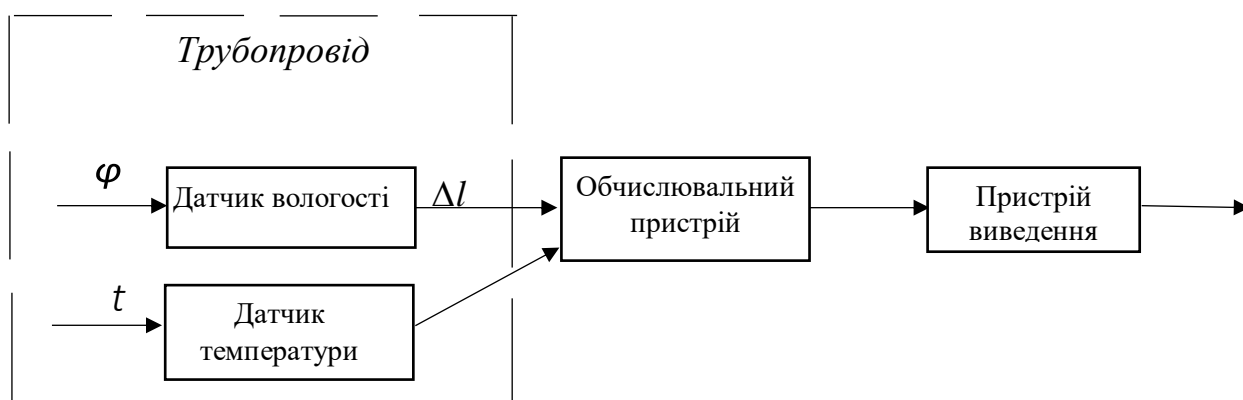 Трубопровід
φ
Датчик вологості
Δl
Обчислювальний
пристрій
Пристрій
виведення
t
Датчик
температури